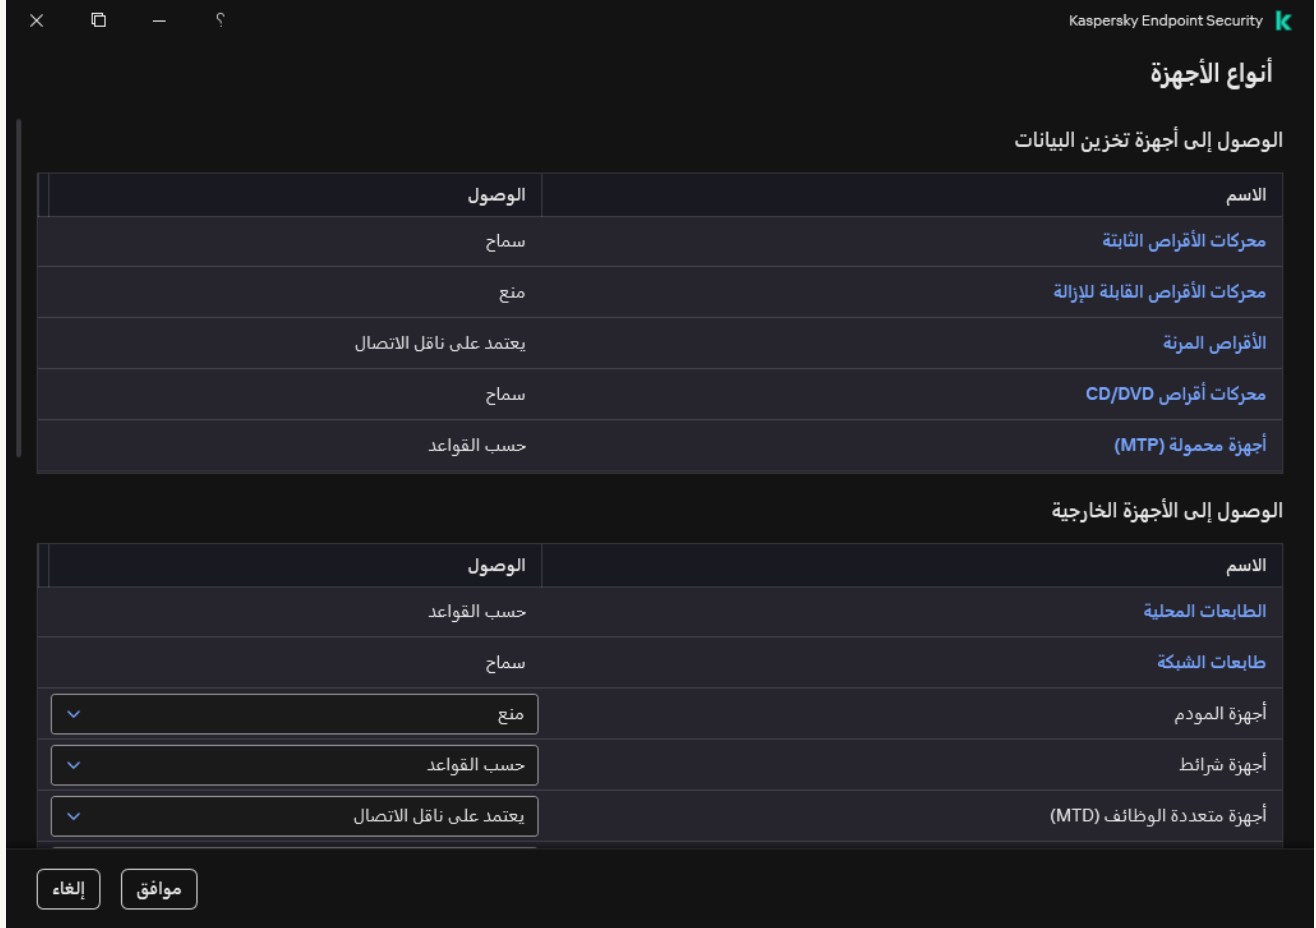 Kaspersky Endpoint Security
؟
أنواع الأجهزة
الوصول إلى أجهزة تخزين البيانات
الاسم الوصول
محركات الأقراص الثابتة سماح
محركات الأقراص القابلة للإزالة منع
الأقراص المرنة يعتمد على ناقل الاتصال
محركات أقراص CD/DVD سماح
أجهزة محمولة (MTP) حسب القواعد
الوصول إلى الأجهزة الخارجية
الاسم الوصول
الطابعات المحلية حسب القواعد
طابعات الشبكة سماح
أجهزة المودم منع
أجهزة شرائط حسب القواعد
أجهزة متعددة الوظائف (MTD) يعتمد على ناقل الاتصال
موافق إلغاء